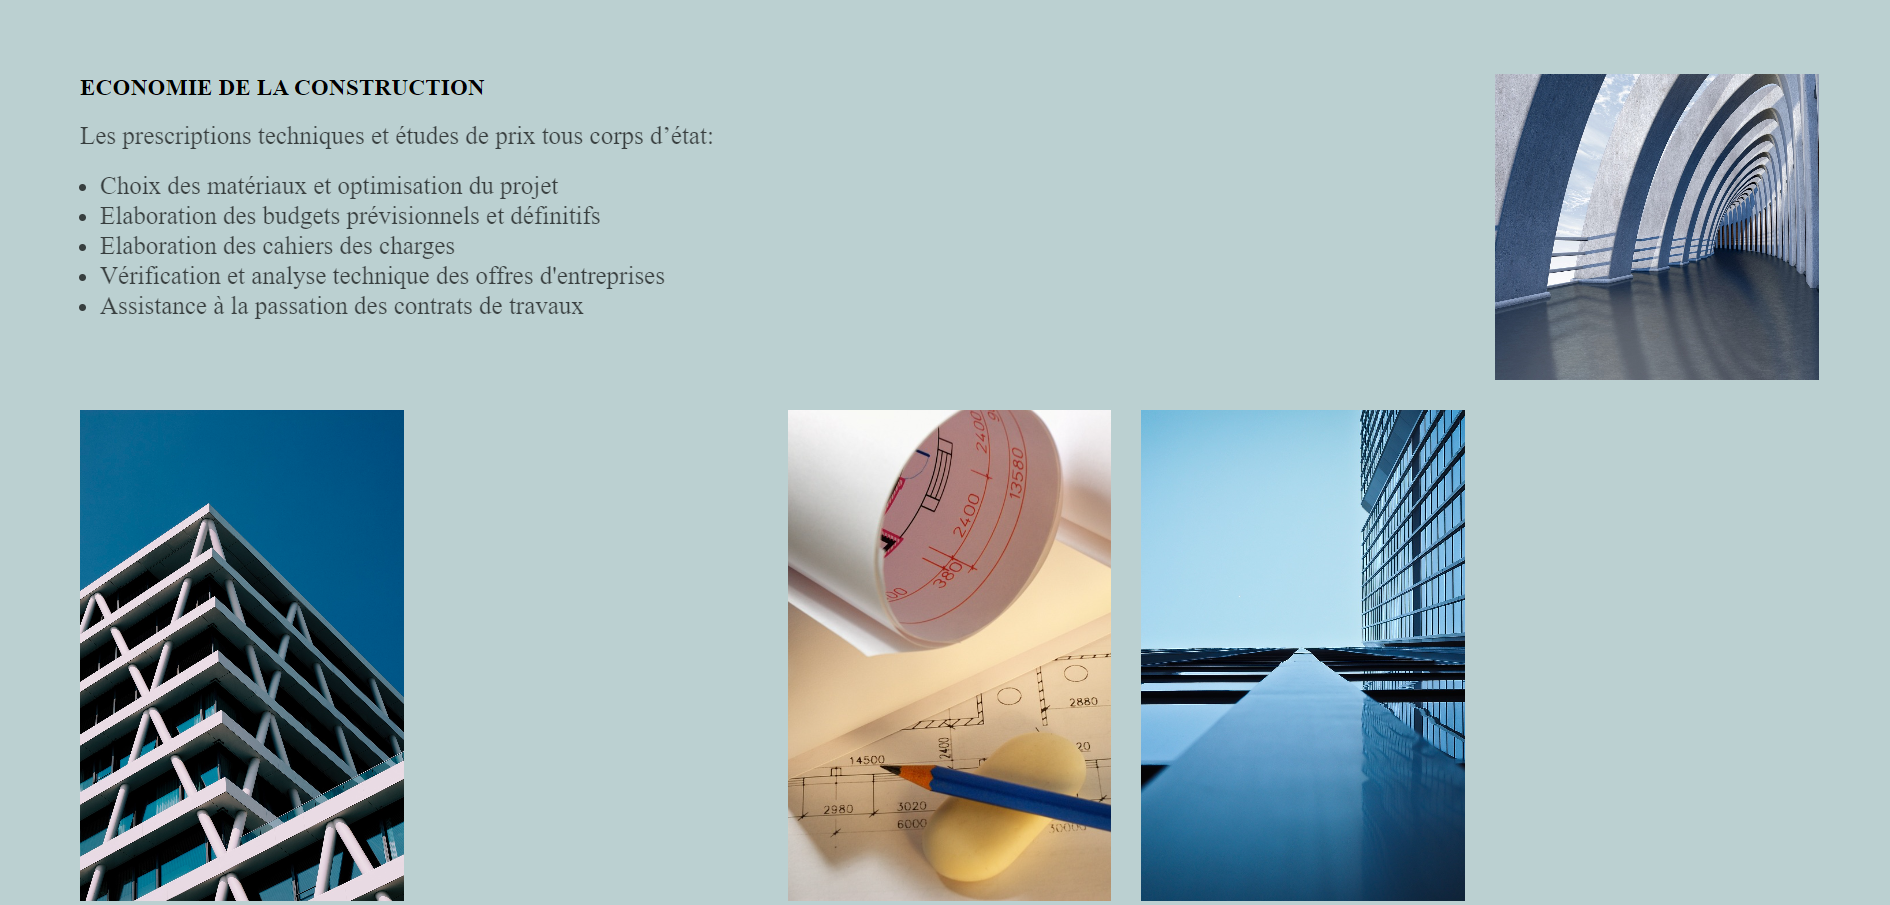 ECONOMIE DE LA CONSTRUCTION
Les prescriptions techniques et études de prix tous corps d’état:
• Choix des matériaux et optimisation du projet
• Elaboration des budgets prévisionnels et définitifs
• Elaboration des cahiers des charges
• Vérification et analyse technique des offres d'entreprises
• Assistance à la passation des contrats de travaux
2400
13580
2400
380
2880
2400
14500
2980
3020
6000
30000